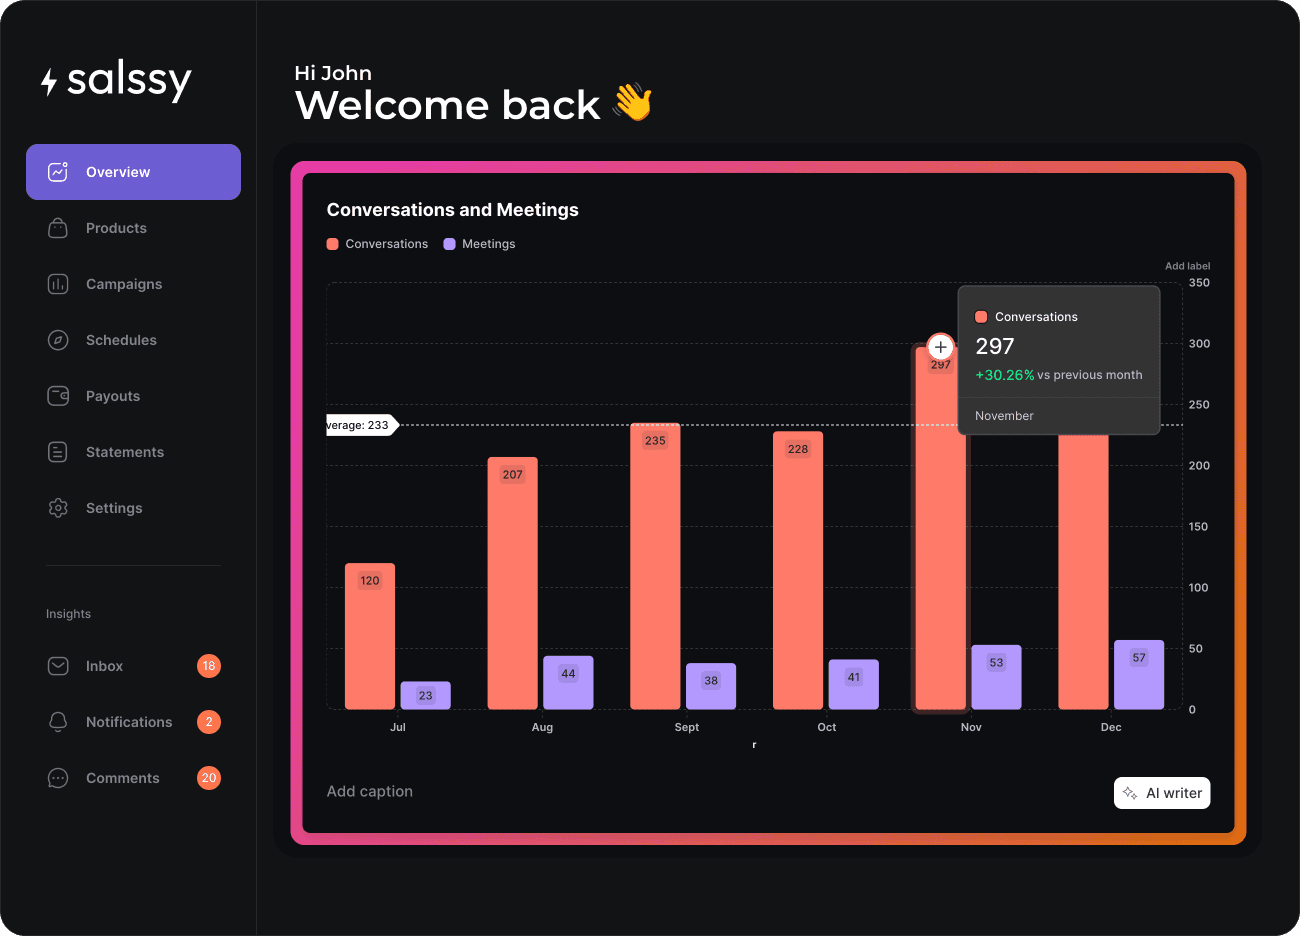 salssy
Overview
Products
Campaigns
Schedules
Payouts
Statements
Settings
Insights
Inbox 18
Notifications 2
Comments 20
Hi John
Welcome back 👋
Conversations and Meetings
Conversations Meetings
Add label
350
300
250
200
150
100
50
0
verage: 233
120
23
207
44
235
38
228
41
297
53
57
Conversations
297
+30.26% vs previous month
November
Jul Aug Sept Oct Nov Dec
r
Add caption
AI writer